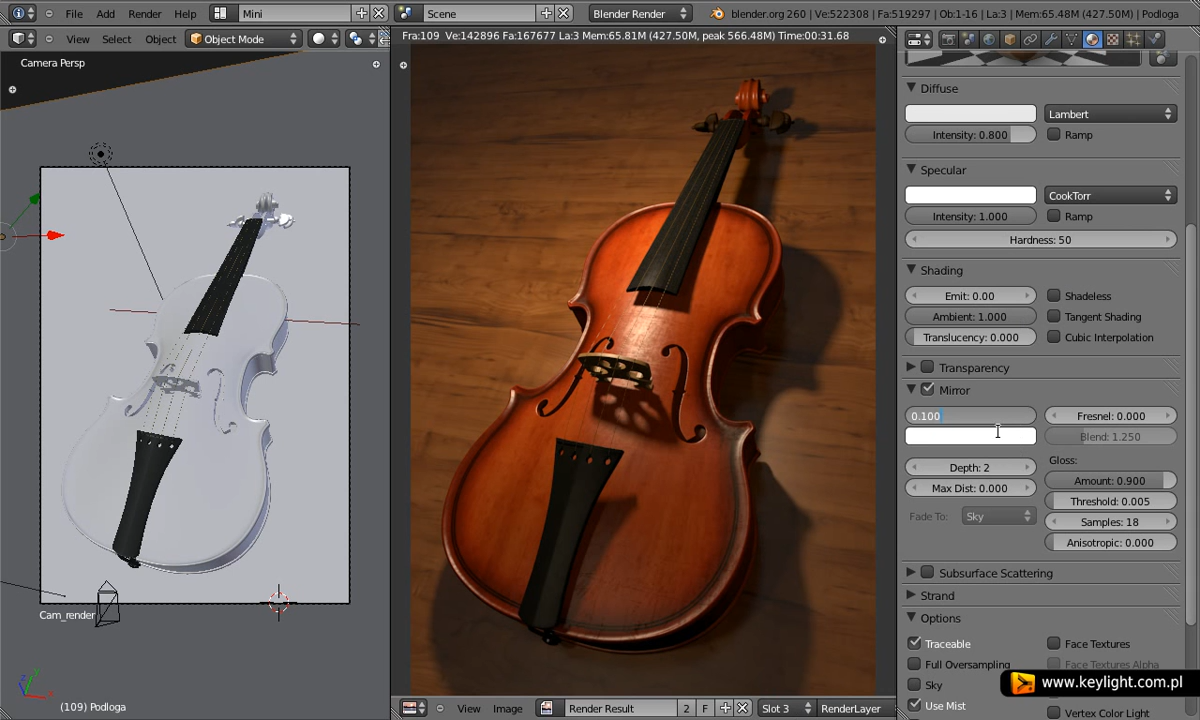 File Add Render Help Mini Scene Blender Render blender.org 260 | Ve:522308 | Fa:519297 | Ob:1-16 | La:3 | Mem:65.48M (427.50M) | Podloga
View Select Object Object Mode
Fra:109 Ve:142896 Fa:167677 La:3 Mem:65.81M (427.50M, peak 566.48M) Time:00:31.68
Camera Persp
Cam_render
(109) Podloga
View Image Render Result 2 F Slot 3 RenderLayer
Diffuse
Lambert
Intensity: 0.800 Ramp
Specular
CookTorr
Intensity: 1.000 Ramp
Hardness: 50
Shading
Emit: 0.00 Shadeless
Ambient: 1.000 Tangent Shading
Translucency: 0.000 Cubic Interpolation
Transparency
Mirror
0.100 Fresnel: 0.000
Blend: 1.250
Gloss:
Depth: 2 Amount: 0.900
Max Dist: 0.000 Threshold: 0.005
Fade To: Sky Samples: 18
Anisotropic: 0.000
Subsurface Scattering
Strand
Options
Traceable Face Textures
Full Oversampling Face Textures Alpha
Sky
www.keylight.com.pl
Use Mist Vertex Color Light